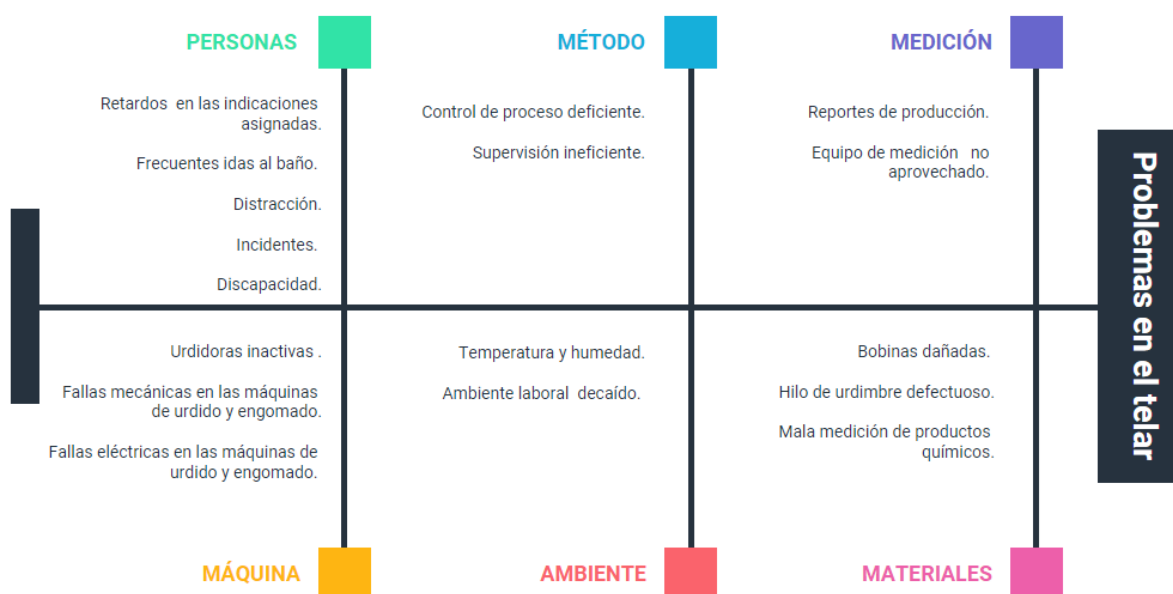 PERSONAS
Retardos en las indicaciones
asignadas.
Frecuentes idas al baño.
Distracción.
Incidentes.
Discapacidad.
MÉTODO
Control de proceso deficiente.
Supervisión ineficiente.
MEDICIÓN
Reportes de producción.
Equipo de medición no
aprovechado.
Problemas en el telar
Urdidoras inactivas .
Fallas mecánicas en las máquinas
de urdido y engomado.
Fallas eléctricas en las máquinas de
urdido y engomado.
MÁQUINA
Temperatura y humedad.
Ambiente laboral decaído.
AMBIENTE
Bobinas dañadas.
Hilo de urdimbre defectuoso.
Mala medición de productos
químicos.
MATERIALES